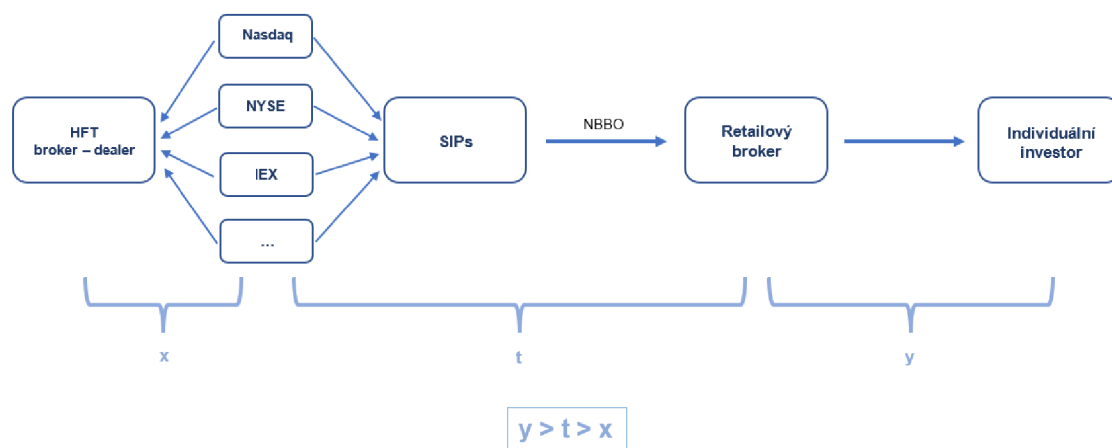 Nasdaq
NYSE
IEX
...
HFT
broker – dealer
SIPs
NBBO
Retailový
broker
Individuální
investor
x
t
y
y > t > x